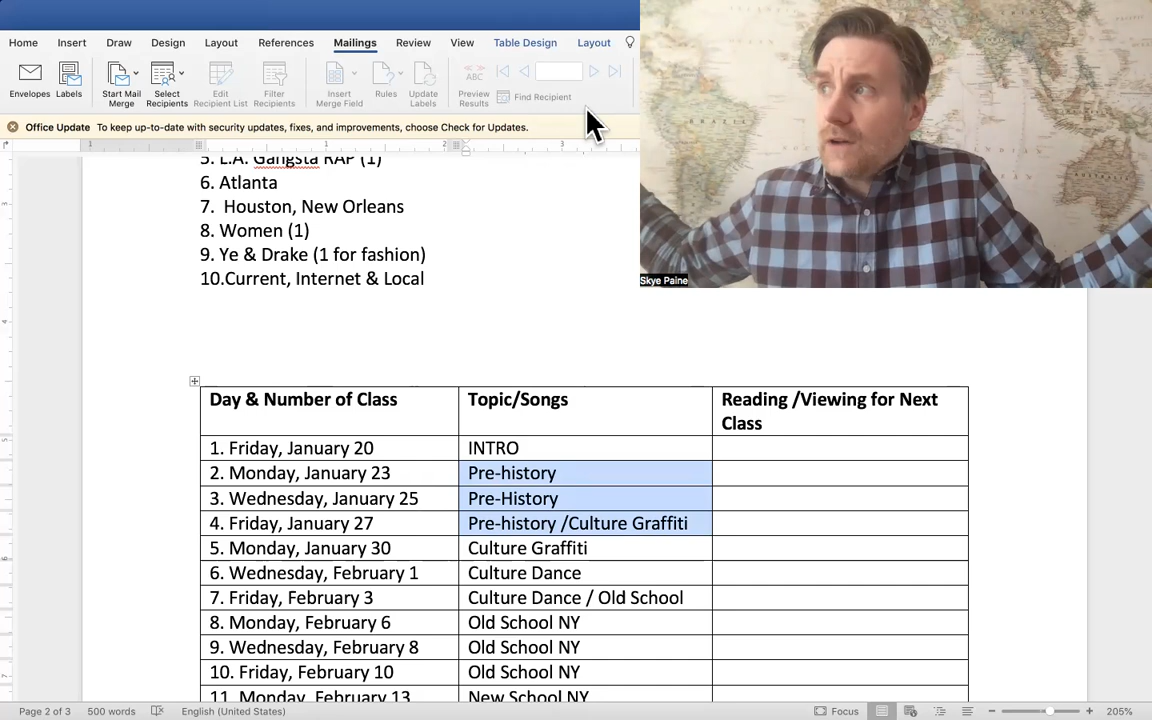 Home Insert Draw Design Layout References Mailings Review View Table Design Layout
Envelopes Labels Start Mail Merge Select Recipients Edit Recipient List Filter Recipients Insert Merge Field Rules Update Labels ABC Preview Results Find Recipient
Office Update To keep up-to-date with security updates, fixes, and improvements, choose Check for Updates.
1 1 2 3
5. L.A. Gangsta RAP (1)
6. Atlanta
7. Houston, New Orleans
8. Women (1)
9. Ye & Drake (1 for fashion)
10.Current, Internet & Local
Skye Paine
AUSTRALIA
Day & Number of Class Topic/Songs Reading /Viewing for Next Class
1. Friday, January 20 INTRO
2. Monday, January 23 Pre-history
3. Wednesday, January 25 Pre-History
4. Friday, January 27 Pre-history /Culture Graffiti
5. Monday, January 30 Culture Graffiti
6. Wednesday, February 1 Culture Dance
7. Friday, February 3 Culture Dance / Old School
8. Monday, February 6 Old School NY
9. Wednesday, February 8 Old School NY
10. Friday, February 10 Old School NY
11. Monday, February 13 New School NY
Page 2 of 3 500 words English (United States) Focus 205%